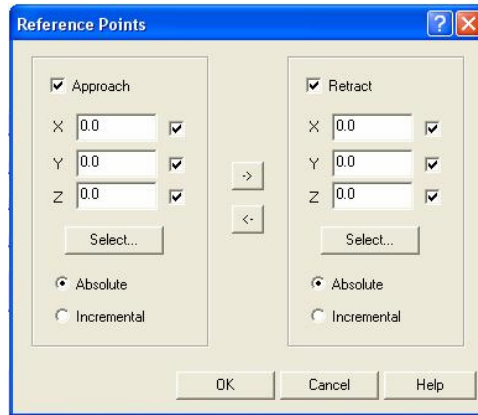 Reference Points
Approach
X 0.0
Y 0.0
Z 0.0
Select...
Absolute
Incremental
->
<-
Retract
X 0.0
Y 0.0
Z 0.0
Select...
Absolute
Incremental
OK Cancel Help